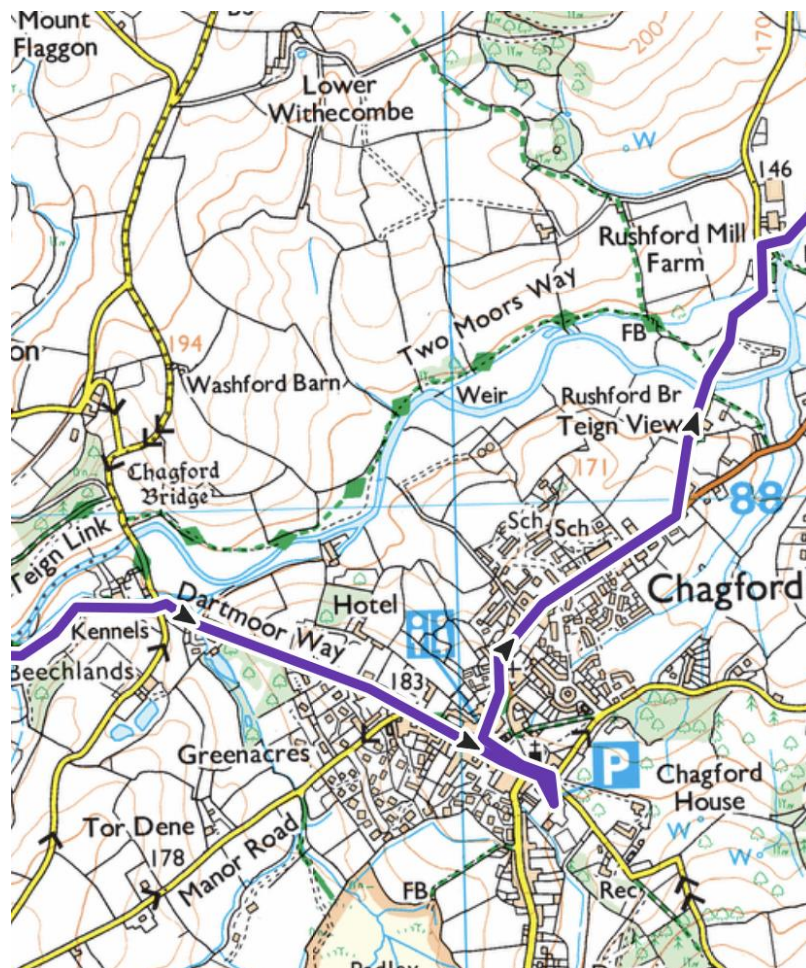 Mount
Flaggon
200
170
Lower
Withecombe
W
146
Rushford Mill
Farm
Two Moors Way
FB
194
on
Washford Barn
Weir
Rushford Br
Teign View
171
Chagford
Bridge
88
Sch
Sch
Teign Link
Chagford
Hotel
Dartmoor Way
Kennels
Beechlands
183
Greenacres
P
Chagford
House
Tor Dene
178
W
W
Manor Road
FB
Rec